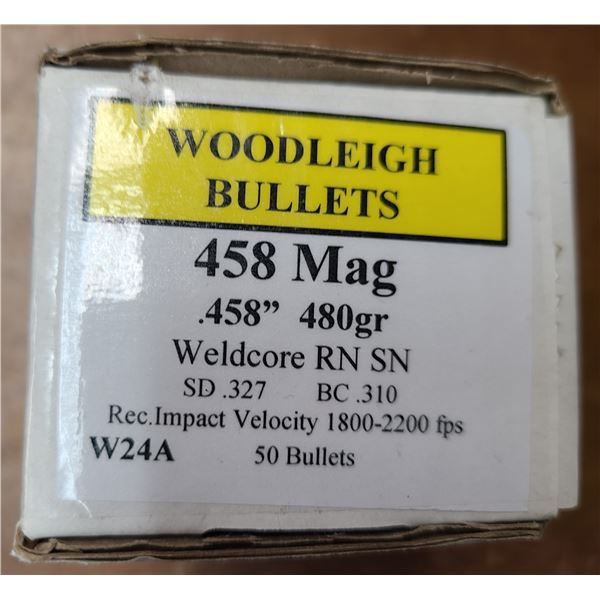 WOODLEIGH
BULLETS
458 Mag
.458” 480gr
Weldcore RN SN
SD .327 BC .310
Rec.Impact Velocity 1800-2200 fps
W24A 50 Bullets